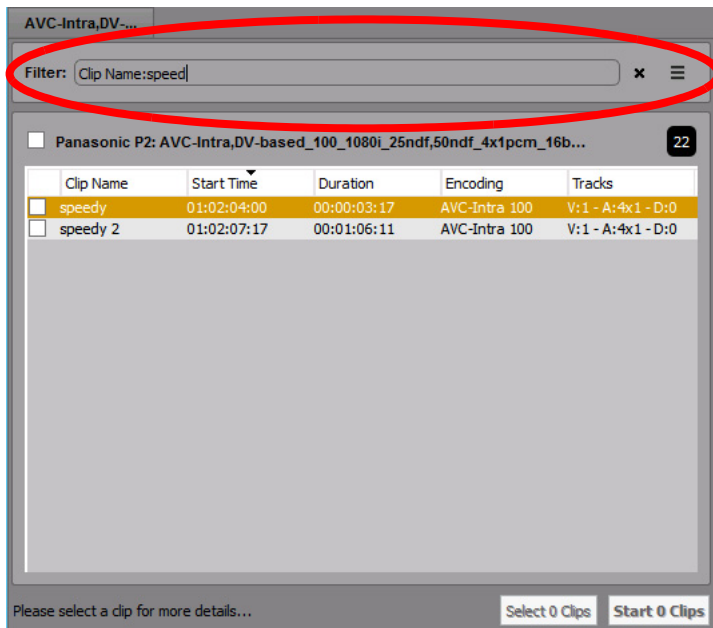 AVC-Intra,DV-...
Filter: Clip Name:speed
Panasonic P2: AVC-Intra,DV-based_100_1080i_25ndf,50ndf_4x1pcm_16b... 22
Clip Name Start Time Duration Encoding Tracks
speedy 01:02:04:00 00:00:03:17 AVC-Intra 100 V:1 - A:4x1 - D:0
speedy 2 01:02:07:17 00:01:06:11 AVC-Intra 100 V:1 - A:4x1 - D:0
Please select a clip for more details... Select 0 Clips Start 0 Clips